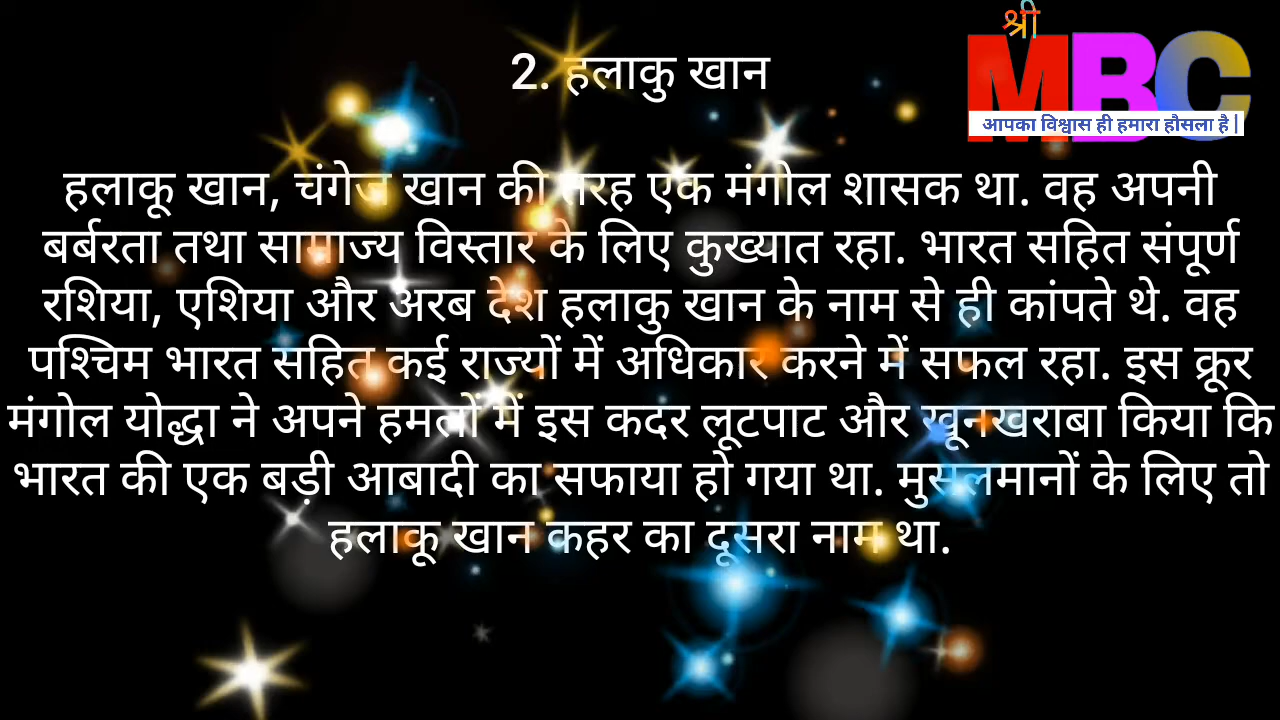 श्री
MBC
आपका विश्वास ही हमारा हौसला है |
2. हलाकु खान
हलाकू खान, चंगेज खान की तरह एक मंगोल शासक था. वह अपनी
बर्बरता तथा साम्राज्य विस्तार के लिए कुख्यात रहा. भारत सहित संपूर्ण
रशिया, एशिया और अरब देश हलाकु खान के नाम से ही कांपते थे. वह
पश्चिम भारत सहित कई राज्यों में अधिकार करने में सफल रहा. इस क्रूर
मंगोल योद्धा ने अपने हमलों में इस कदर लूटपाट और खूनखराबा किया कि
भारत की एक बड़ी आबादी का सफाया हो गया था. मुसलमानों के लिए तो
हलाकू खान कहर का दूसरा नाम था.